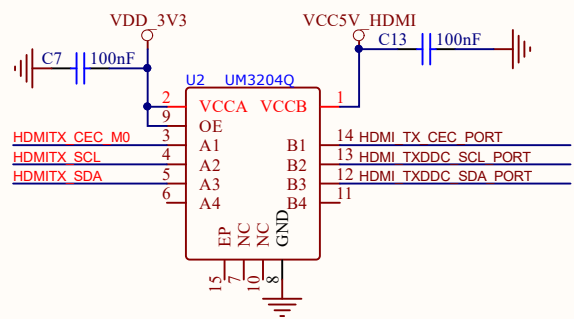 VDD_3V3
VCC5V_HDMI
C7
100nF
C13
100nF
U2
UM3204Q
2
VCCA
VCCB
1
9
OE
HDMITX_CEC_M0
3
A1
B1
14
HDMI_TX_CEC_PORT
HDMITX_SCL
4
A2
B2
13
HDMI_TXDDC_SCL_PORT
HDMITX_SDA
5
A3
B3
12
HDMI_TXDDC_SDA_PORT
6
A4
B4
11
EP
NC
NC
GND
15
7
10
8